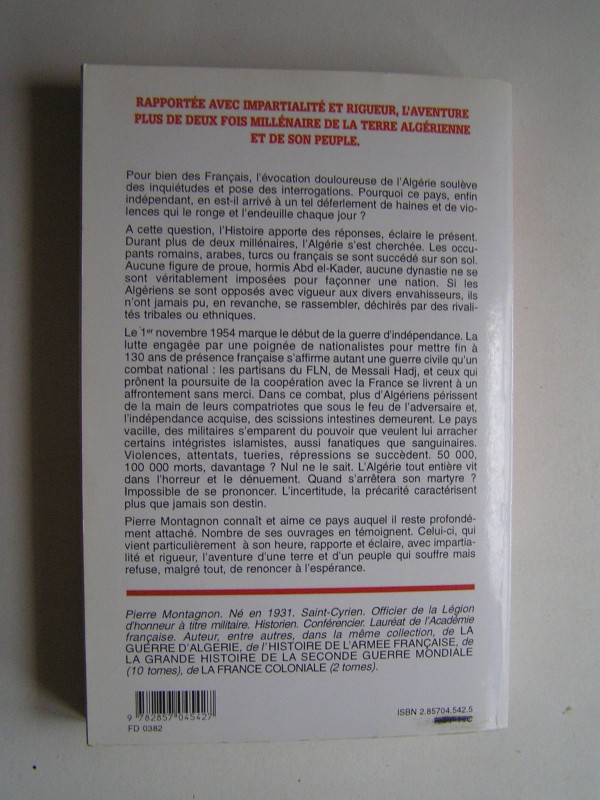 RAPPORTÉE AVEC IMPARTIALITÉ ET RIGUEUR, L'AVENTURE
PLUS DE DEUX FOIS MILLÉNAIRE DE LA TERRE ALGÉRIENNE
ET DE SON PEUPLE.
Pour bien des Français, l'évocation douloureuse de l'Algérie soulève
des inquiétudes et pose des interrogations. Pourquoi ce pays, enfin
indépendant, en est-il arrivé à un tel déferlement de haines et de vio-
lences qui le ronge et l'endeuille chaque jour ?
A cette question, l'Histoire apporte des réponses, éclaire le présent.
Durant plus de deux millénaires, l'Algérie s'est cherchée. Les occu-
pants romains, arabes, turcs ou français se sont succédé sur son sol.
Aucune figure de proue, hormis Abd el-Kader, aucune dynastie ne se
sont véritablement imposées pour façonner une nation. Si les
Algériens se sont opposés avec vigueur aux divers envahisseurs, ils
n'ont jamais pu, en revanche, se rassembler, déchirés par des rivali-
tés tribales ou ethniques.
Le 1er novembre 1954 marque le début de la guerre d'indépendance. La
lutte engagée par une poignée de nationalistes pour mettre fin à
130 ans de présence française s'affirme autant une guerre civile qu'un
combat national : les partisans du FLN, de Messali Hadj, et ceux qui
prônent la poursuite de la coopération avec la France se livrent à un
affrontement sans merci. Dans ce combat, plus d'Algériens périssent
de la main de leurs compatriotes que sous le feu de l'adversaire et,
l'indépendance acquise, des scissions intestines demeurent. Le pays
vacille, des militaires s'emparent du pouvoir que veulent lui arracher
certains intégristes islamistes, aussi fanatiques que sanguinaires.
Violences, attentats, tueries, répressions se succèdent. 50 000,
100 000 morts, davantage ? Nul ne le sait. L'Algérie tout entière vit
dans l'horreur et le dénuement. Quand s'arrêtera son martyre ?
Impossible de se prononcer. L'incertitude, la précarité caractérisent
plus que jamais son destin.
Pierre Montagnon connaît et aime ce pays auquel il reste profondé-
ment attaché. Nombre de ses ouvrages en témoignent. Celui-ci, qui
vient particulièrement à son heure, rapporte et éclaire, avec impartia-
lité et rigueur, l'aventure d'une terre et d'un peuple qui souffre mais
refuse, malgré tout, de renoncer à l'espérance.
Pierre Montagnon. Né en 1931. Saint-Cyrien. Officier de la Légion
d'honneur à titre militaire. Historien. Conférencier. Lauréat de l'Académie
française. Auteur, entre autres, dans la même collection, de LA
GUERRE D'ALGERIE, de l'HISTOIRE DE L'ARMEE FRANÇAISE, de
LA GRANDE HISTOIRE DE LA SECONDE GUERRE MONDIALE
(10 tomes), de LA FRANCE COLONIALE (2 tomes).
9 782857 045427
FD 0382
ISBN 2.85704.542.5